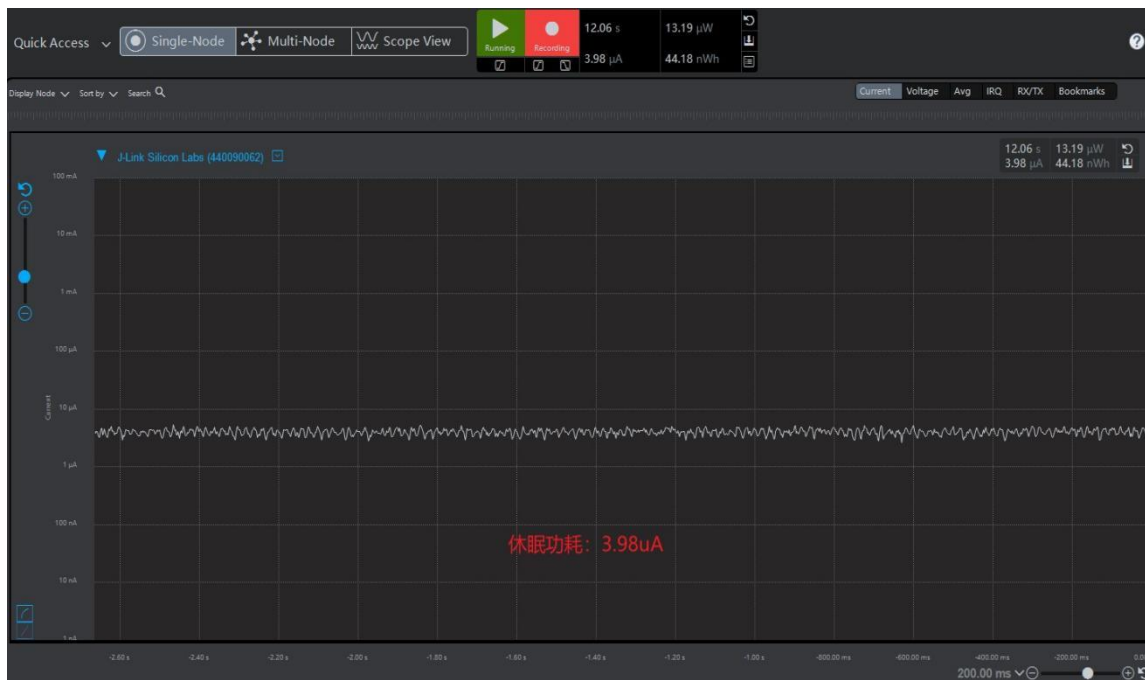 Quick Access
Single-Node
Multi-Node
Scope View
Running
Recording
12.06 s
13.19 µW
3.98 µA
44.18 nWh
Display Node
Sort by
Search
Current
Voltage
Avg
IRQ
RX/TX
Bookmarks
J-Link Silicon Labs (440090062)
12.06 s 13.19 µW
3.98 µA 44.18 nWh
100 mA
10 mA
1 mA
100 µA
Current
10 µA
1 µA
100 nA
休眠功耗：3.98uA
10 nA
1 nA
-2.60 s
-2.40 s
-2.20 s
-2.00 s
-1.80 s
-1.60 s
-1.40 s
-1.20 s
-1.00 s
-800.00 ms
-600.00 ms
-400.00 ms
-200.00 ms
200.00 ms